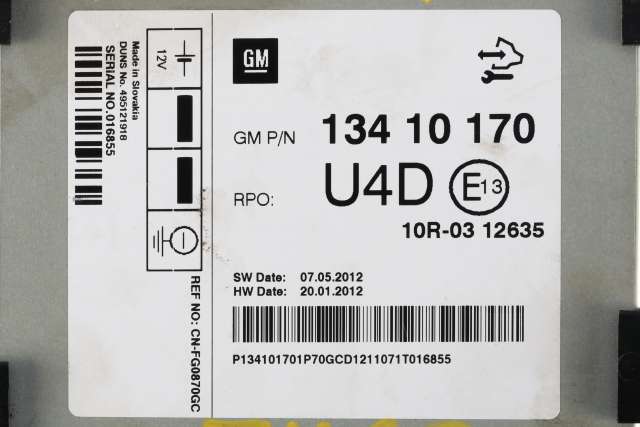 Made in Slovakia
DUNS No. 495121918
SERIAL NO.016855
12V
GM
GM P/N 134 10 170
RPO: U4D E13
10R-03 12635
SW Date: 07.05.2012
HW Date: 20.01.2012
P134101701P70GCD1211071T016855
REF NO: CN-FG0870GC